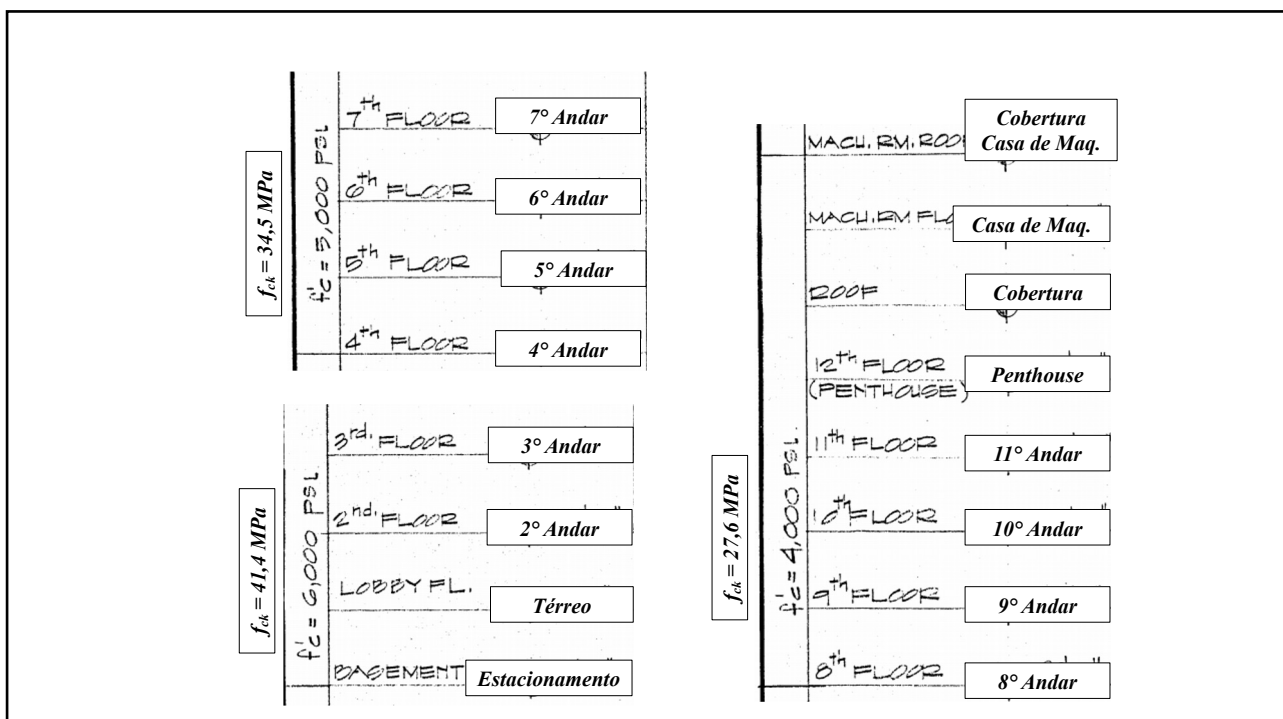 f_ck = 34,5 MPa
f'c = 5,000 PSI
7th FLOOR 7° Andar
6th FLOOR 6° Andar
5th FLOOR 5° Andar
4th FLOOR 4° Andar
f_ck = 41,4 MPa
f'c = 6,000 PSI
3rd. FLOOR 3° Andar
2nd. FLOOR 2° Andar
LOBBY FL. Térreo
BASEMENT Estacionamento
f_ck = 27,6 MPa
f'c = 4,000 PSI.
Cobertura
MACH. RM. ROO Casa de Maq.
MACH. RM FLO Casa de Maq.
ROOF Cobertura
12th FLOOR Penthouse
(PENTHOUSE)
11th FLOOR 11° Andar
10th FLOOR 10° Andar
9th FLOOR 9° Andar
8th FLOOR 8° Andar